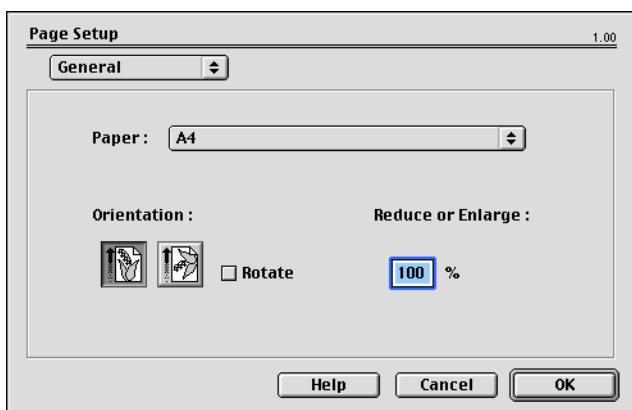 Page Setup 1.00
General
Paper : A4
Orientation : Reduce or Enlarge :
Rotate 100 %
Help Cancel OK